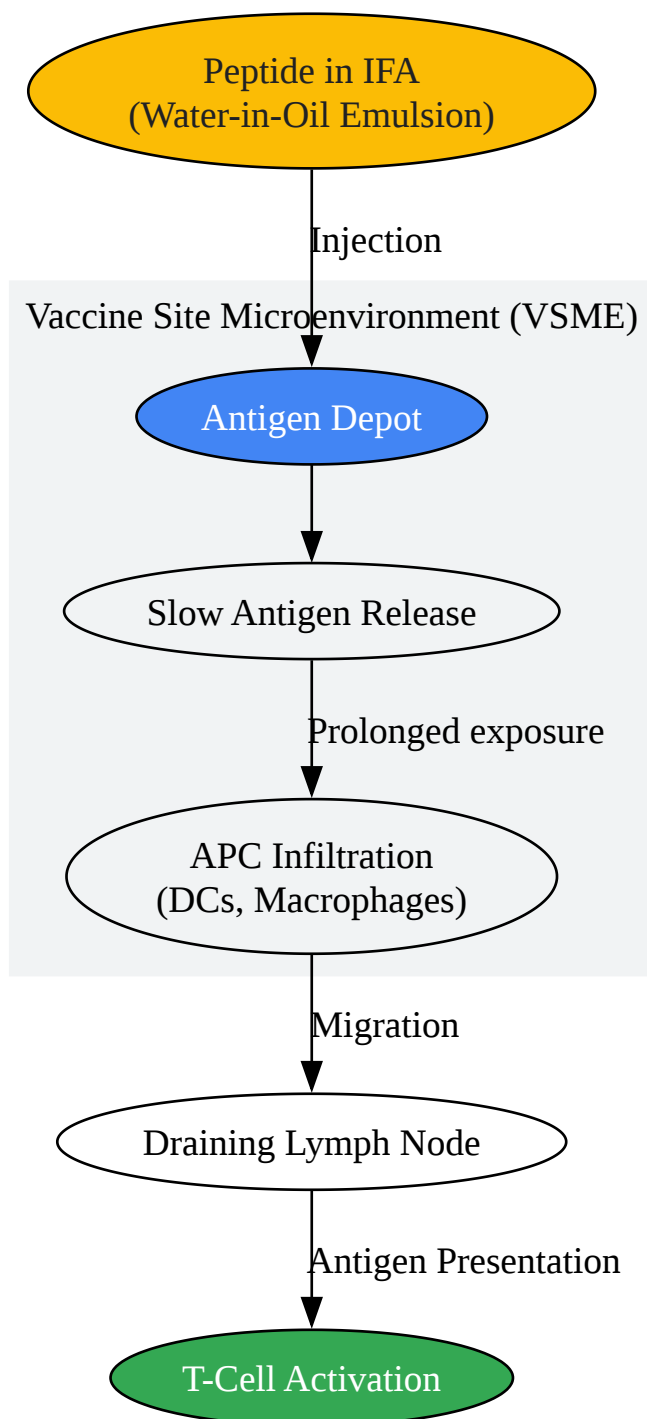 Peptide in IFA
(Water-in-Oil Emulsion)
Injection
Vaccine Site Microenvironment (VSME)
Antigen Depot
Slow Antigen Release
Prolonged exposure
APC Infiltration
(DCs, Macrophages)
Migration
Draining Lymph Node
Antigen Presentation
T-Cell Activation